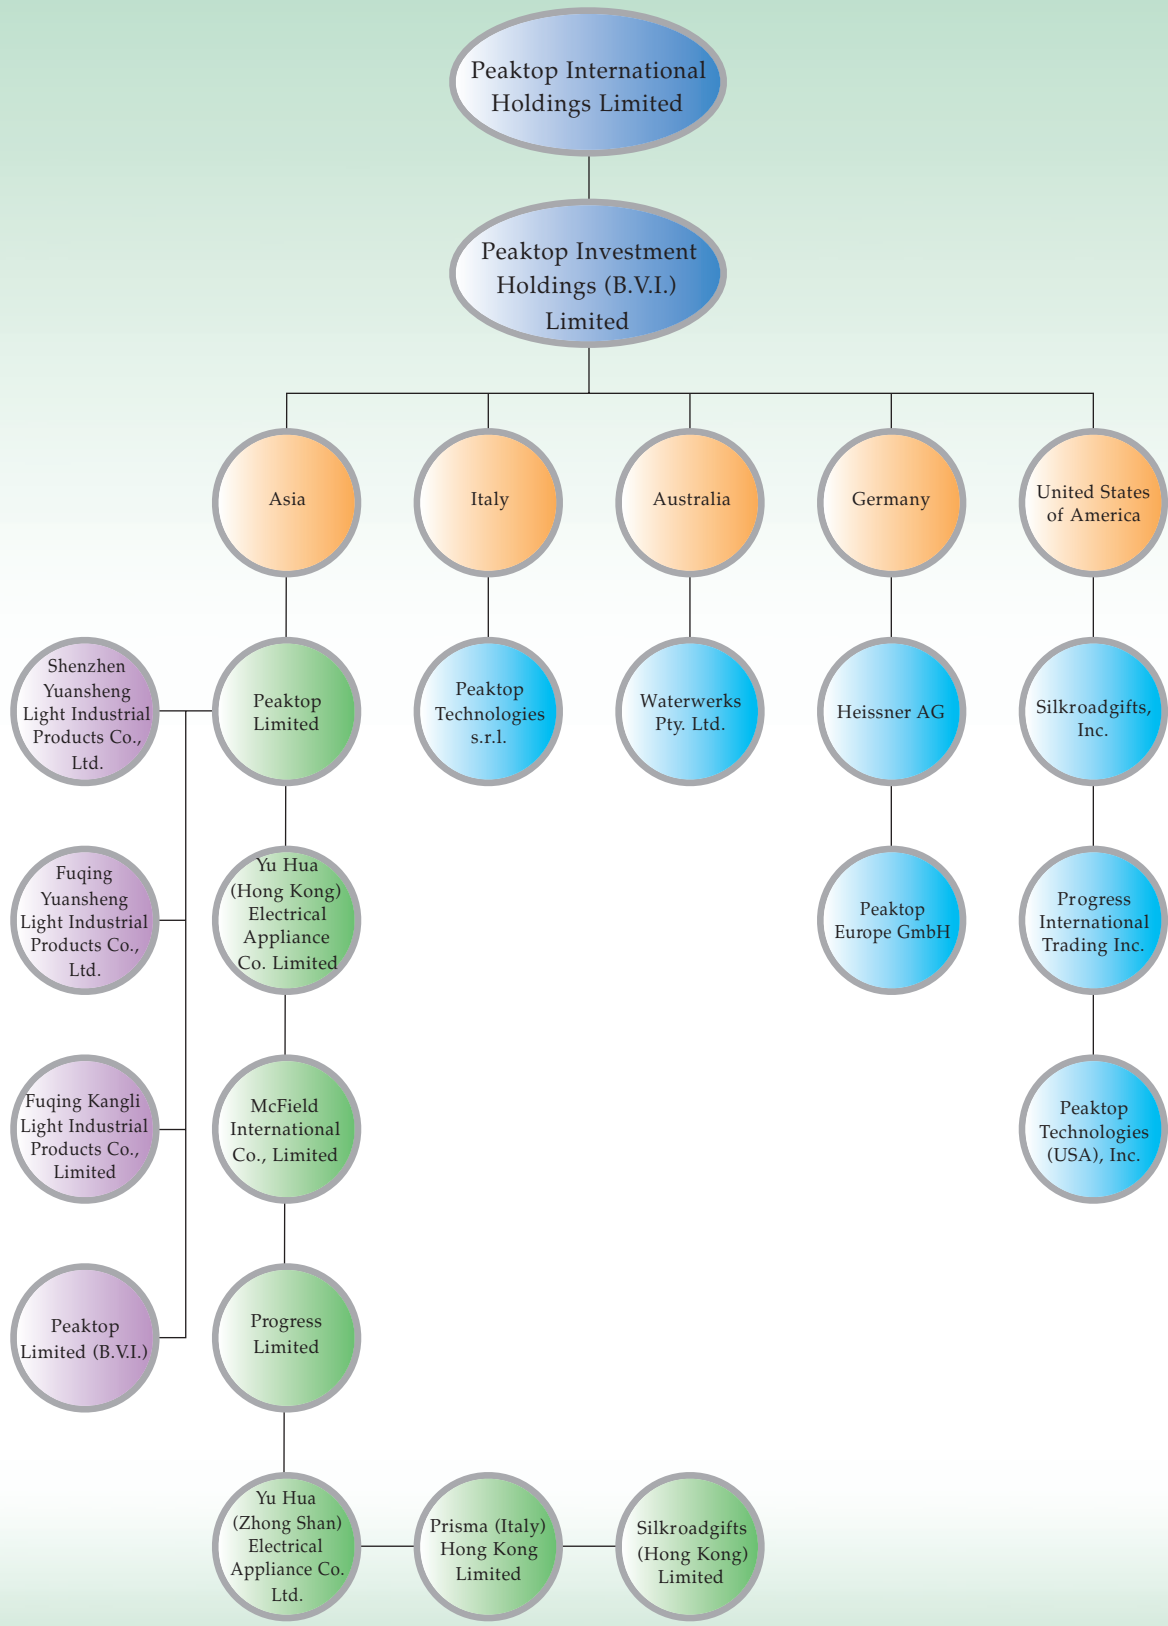 Peaktop International
Holdings Limited
Peaktop Investment
Holdings (B.V.I.)
Limited
Asia
Italy
Australia
Germany
United States
of America
Shenzhen
Yuansheng
Light Industrial
Products Co.,
Ltd.
Peaktop
Limited
Peaktop
Technologies
s.r.l.
Waterwerks
Pty. Ltd.
Heissner AG
Silkroadgifts,
Inc.
Fuqing
Yuansheng
Light Industrial
Products Co.,
Ltd.
Yu Hua
(Hong Kong)
Electrical
Appliance
Co. Limited
Peaktop
Europe GmbH
Progress
International
Trading Inc.
Fuqing Kangli
Light Industrial
Products Co.,
Limited
McField
International
Co., Limited
Peaktop
Technologies
(USA), Inc.
Peaktop
Limited (B.V.I.)
Progress
Limited
Yu Hua
(Zhong Shan)
Electrical
Appliance Co.
Ltd.
Prisma (Italy)
Hong Kong
Limited
Silkroadgifts
(Hong Kong)
Limited